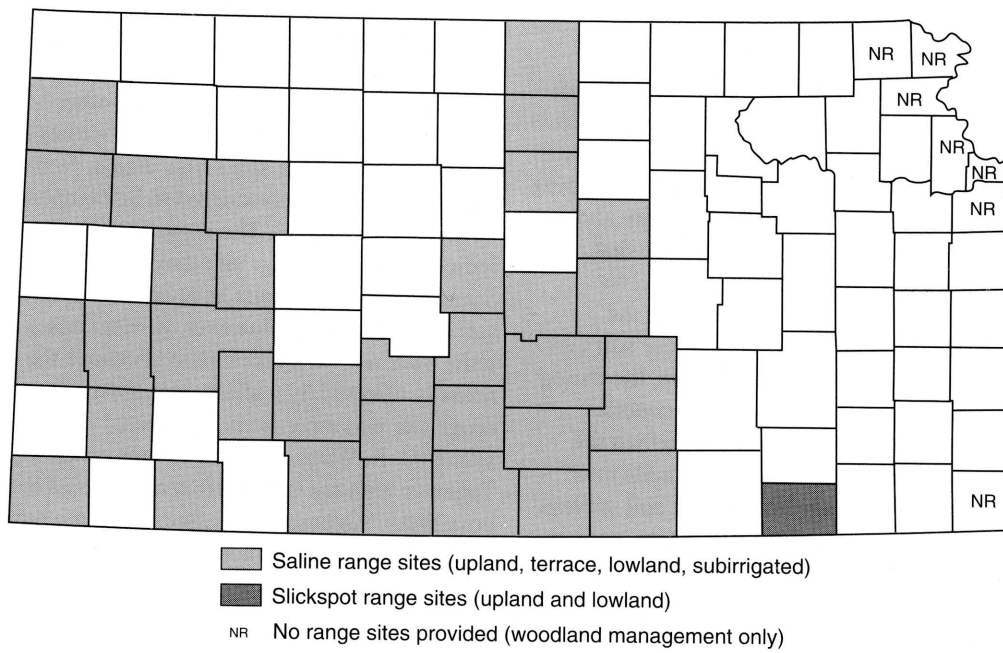 NR
NR
NR
NR
NR
NR
NR
Saline range sites (upland, terrace, lowland, subirrigated)
Slickspot range sites (upland and lowland)
NR No range sites provided (woodland management only)